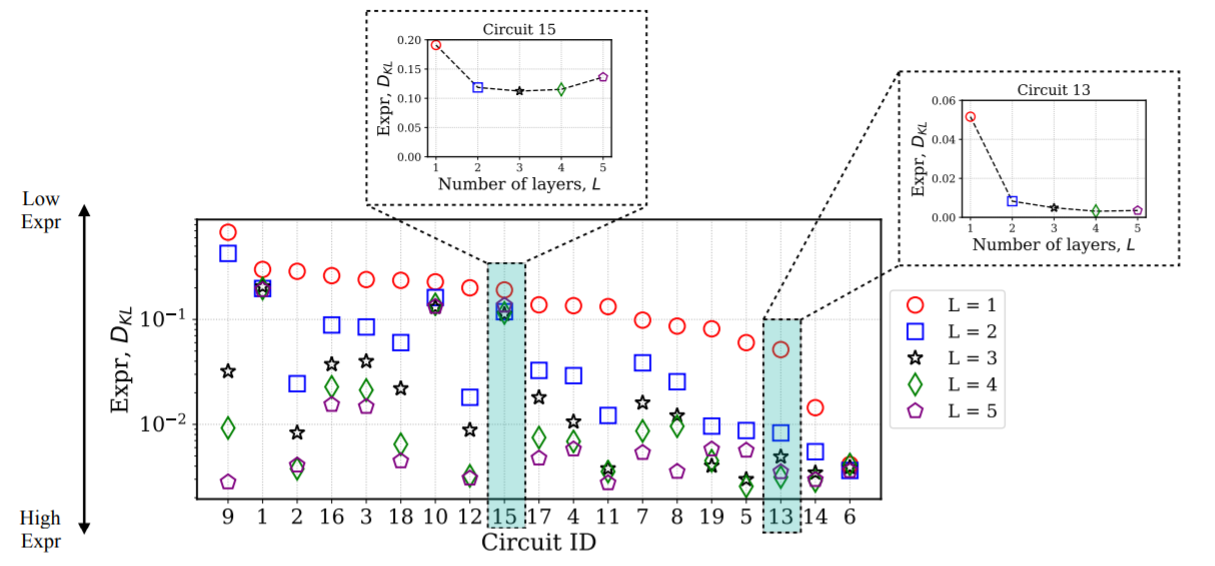 Circuit 15
0.20
0.15
0.10
0.05
0.00
Expr, D_KL
1 2 3 4 5
Number of layers, L
Circuit 13
0.06
0.04
0.02
0.00
Expr, D_KL
1 2 3 4 5
Number of layers, L
Low
Expr
High
Expr
Expr, D_KL
10⁻¹
10⁻²
9 1 2 16 3 18 10 12 15 17 4 11 7 8 19 5 13 14 6
Circuit ID
L = 1
L = 2
L = 3
L = 4
L = 5